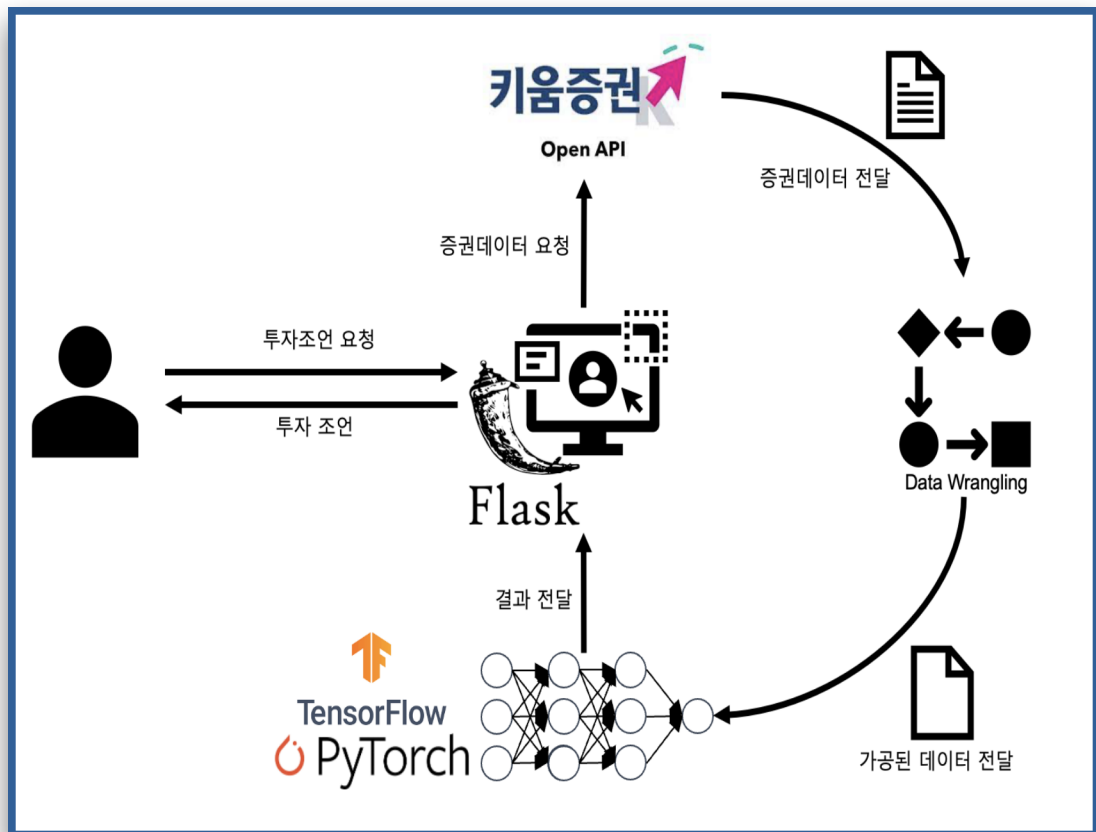 키움증권
Open API
증권데이터 전달
증권데이터 요청
투자조언 요청
투자 조언
Flask
Data Wrangling
결과 전달
TensorFlow
PyTorch
가공된 데이터 전달